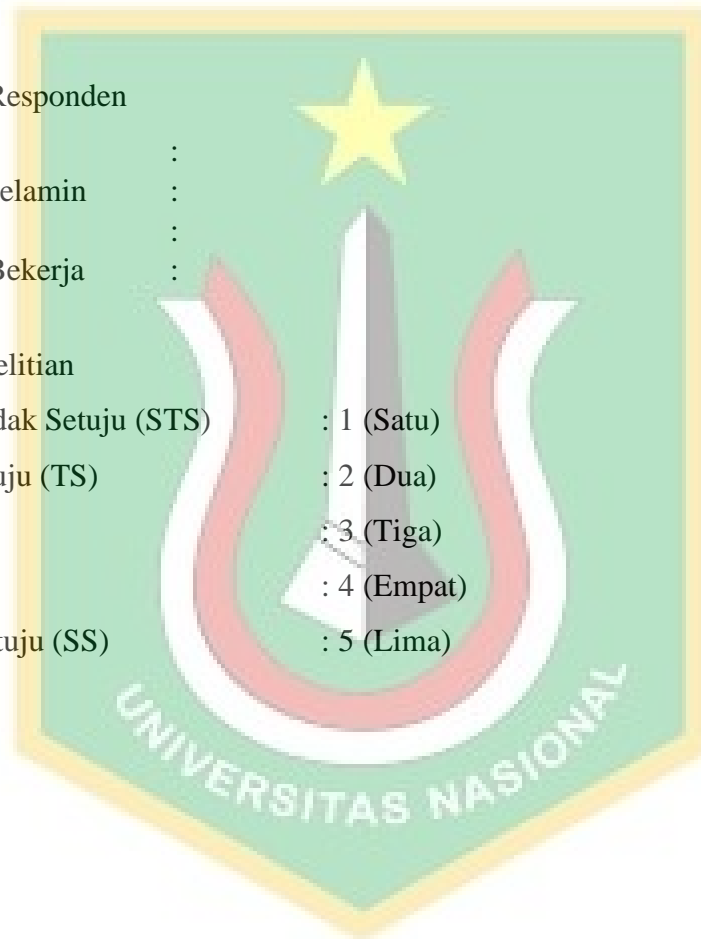 Responden
:
elamin :
:
Bekerja :
elitian
dak Setuju (STS) : 1 (Satu)
uju (TS) : 2 (Dua)
: 3 (Tiga)
: 4 (Empat)
tuju (SS) : 5 (Lima)
UNIVERSITAS NASIONAL